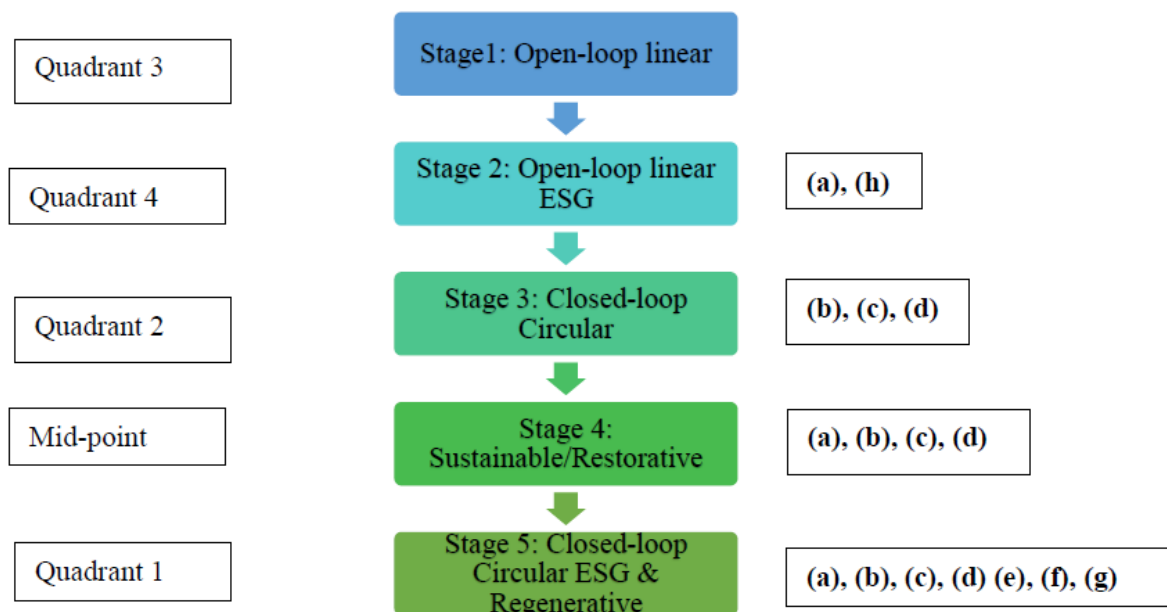 Quadrant 3
Stage1: Open-loop linear
Quadrant 4
Stage 2: Open-loop linear
ESG
(a), (h)
Quadrant 2
Stage 3: Closed-loop
Circular
(b), (c), (d)
Mid-point
Stage 4:
Sustainable/Restorative
(a), (b), (c), (d)
Quadrant 1
Stage 5: Closed-loop
Circular ESG &
Regenerative
(a), (b), (c), (d) (e), (f), (g)